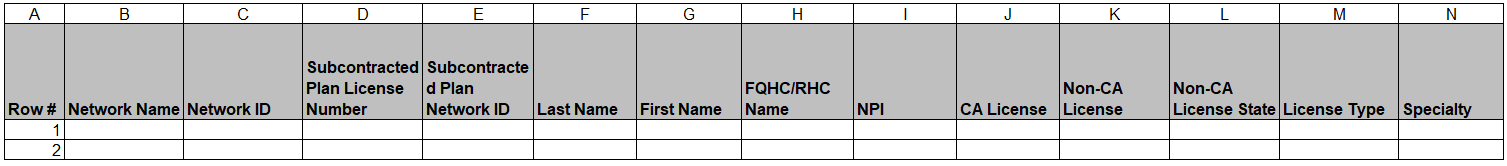 A B C D E F G H I J K L M N
Row # Network Name Network ID Subcontracted Plan License Number Subcontracte d Plan Network ID Last Name First Name FQHC/RHC Name NPI CA License Non-CA License Non-CA License State License Type Specialty
1
2